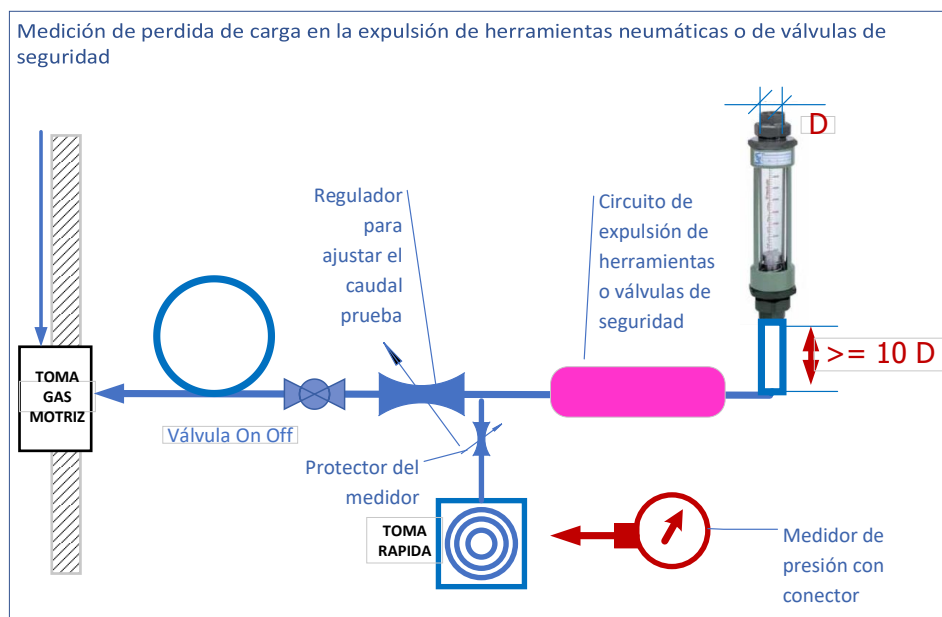 Medición de perdida de carga en la expulsión de herramientas neumáticas o de válvulas de
seguridad
D
Regulador
para
ajustar el
caudal
prueba
Circuito de
expulsión de
herramientas
o válvulas de
seguridad
>= 10 D
TOMA
GAS
MOTRIZ
Válvula On Off
Protector del
medidor
TOMA
RAPIDA
Medidor de
presión con
conector